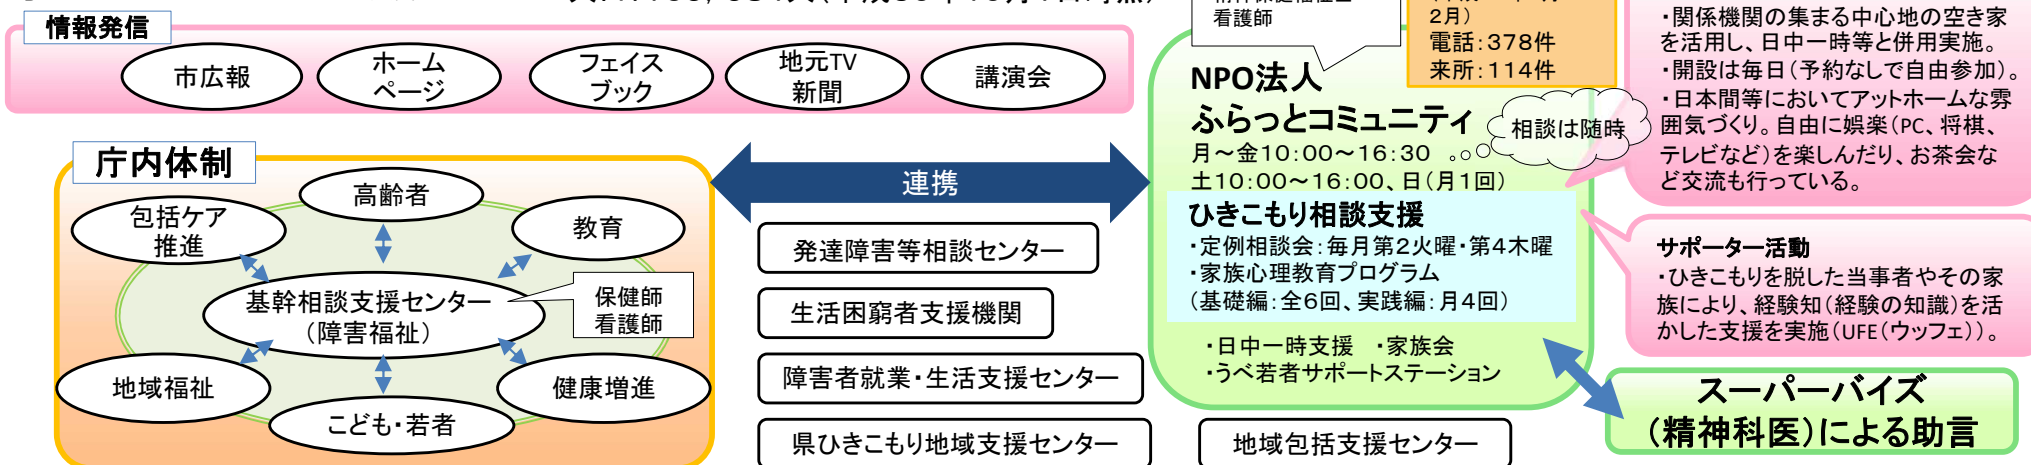 情報発信
市広報
ホーム
ページ
フェイス
ブック
地元TV
新聞
講演会
庁内体制
高齢者
包括ケア
推進
教育
基幹相談支援センター
(障害福祉)
保健師
看護師
地域福祉
健康増進
こども・若者
連携
発達障害等相談センター
生活困窮者支援機関
障害者就業・生活支援センター
県ひきこもり地域支援センター
地域包括支援センター
看護師
2月)
電話:378件
来所:114件
NPO法人
ふらっとコミュニティ
相談は随時
月~金10:00~16:30
土10:00~16:00、日(月1回)
ひきこもり相談支援
・定例相談会:毎月第2火曜・第4木曜
・家族心理教育プログラム
(基礎編:全6回、実践編:月4回)
・日中一時支援 ・家族会
・うべ若者サポートステーション
・関係機関の集まる中心地の空き家
を活用し、日中一時等と併用実施。
・開設は毎日(予約なしで自由参加)。
・日本間等においてアットホームな雰
囲気づくり。自由に娯楽(PC、将棋、
テレビなど)を楽しんだり、お茶会な
ど交流も行っている。
サポーター活動
・ひきこもりを脱した当事者やその家
族により、経験知(経験の知識)を活
かした支援を実施(UFE(ウッフェ))。
スーパーバイズ
(精神科医)による助言